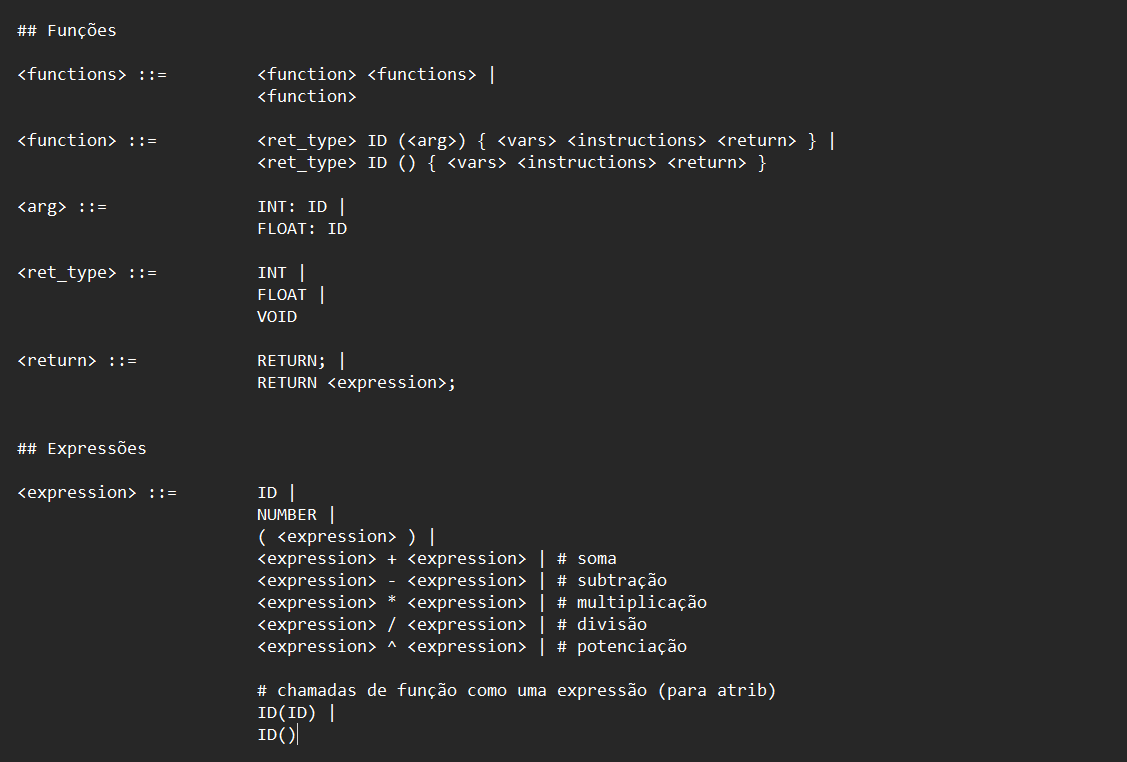 ## Funções
<functions> ::= <function> <functions> |
<function>
<function> ::= <ret_type> ID (<arg>) { <vars> <instructions> <return> } |
<ret_type> ID () { <vars> <instructions> <return> }
<arg> ::= INT: ID |
FLOAT: ID
<ret_type> ::= INT |
FLOAT |
VOID
<return> ::= RETURN; |
RETURN <expression>;
## Expressões
<expression> ::= ID |
NUMBER |
( <expression> ) |
<expression> + <expression> | # soma
<expression> - <expression> | # subtração
<expression> * <expression> | # multiplicação
<expression> / <expression> | # divisão
<expression> ^ <expression> | # potenciação
# chamadas de função como uma expressão (para atrib)
ID(ID) |
ID()